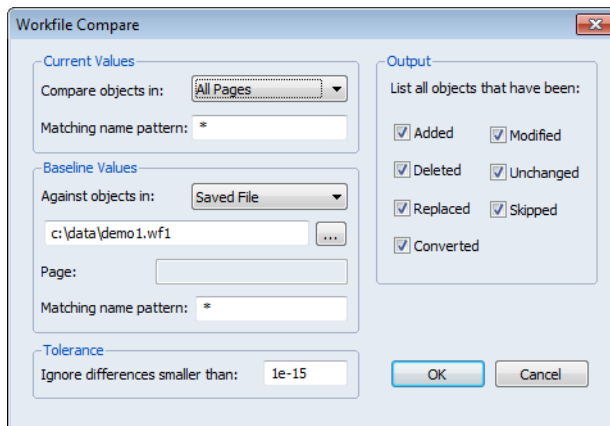 Workfile Compare
Current Values
Compare objects in: All Pages
Matching name pattern: *
Baseline Values
Against objects in: Saved File
c:\data\demo1.wf1 ...
Page:
Matching name pattern: *
Tolerance
Ignore differences smaller than: 1e-15
Output
List all objects that have been:
Added Modified
Deleted Unchanged
Replaced Skipped
Converted
OK Cancel